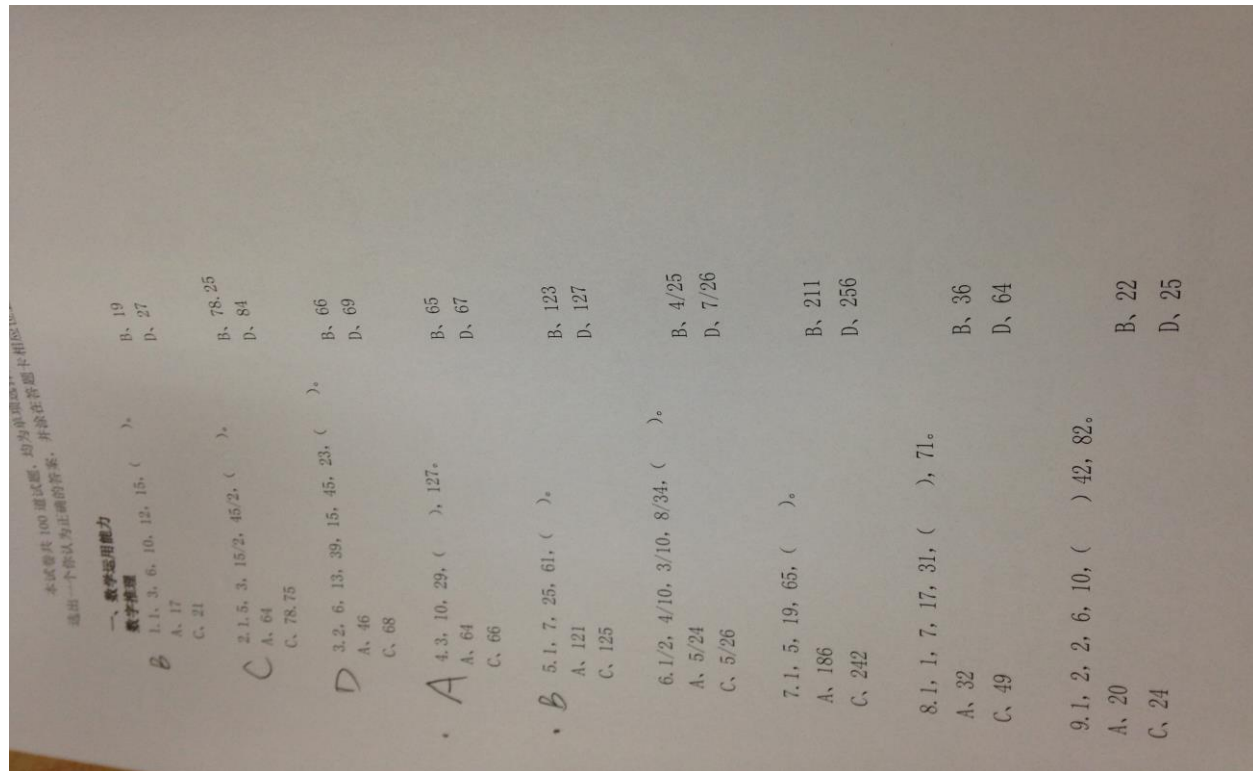 本试卷共 100 道试题，均为单项选择
选出一个你认为正确的答案，并涂在答题卡相应
一、数学运用能力
数字推理
B 1.1，3，6，10，12，15，（ ）。
A、17 B、19
C、21 D、27
C 2.1.5，3，15/2，45/2，（ ）。
A、64 B、78.25
C、78.75 D、84
D 3.2，6，13，39，15，45，23，（ ）。
A、46 B、66
C、68 D、69
A 4.3，10，29，（ ），127。
A、64 B、65
C、66 D、67
B 5.1，7，25，61，（ ）。
A、121 B、123
C、125 D、127
6.1/2，4/10，3/10，8/34，（ ）。
A、5/24 B、4/25
C、5/26 D、7/26
7.1，5，19，65，（ ）。
A、186 B、211
C、242 D、256
8.1，1，7，17，31，（ ），71。
A、32 B、36
C、49 D、64
9.1，2，2，2，6，10，（ ）42，82。
A、20 B、22
C、24 D、25